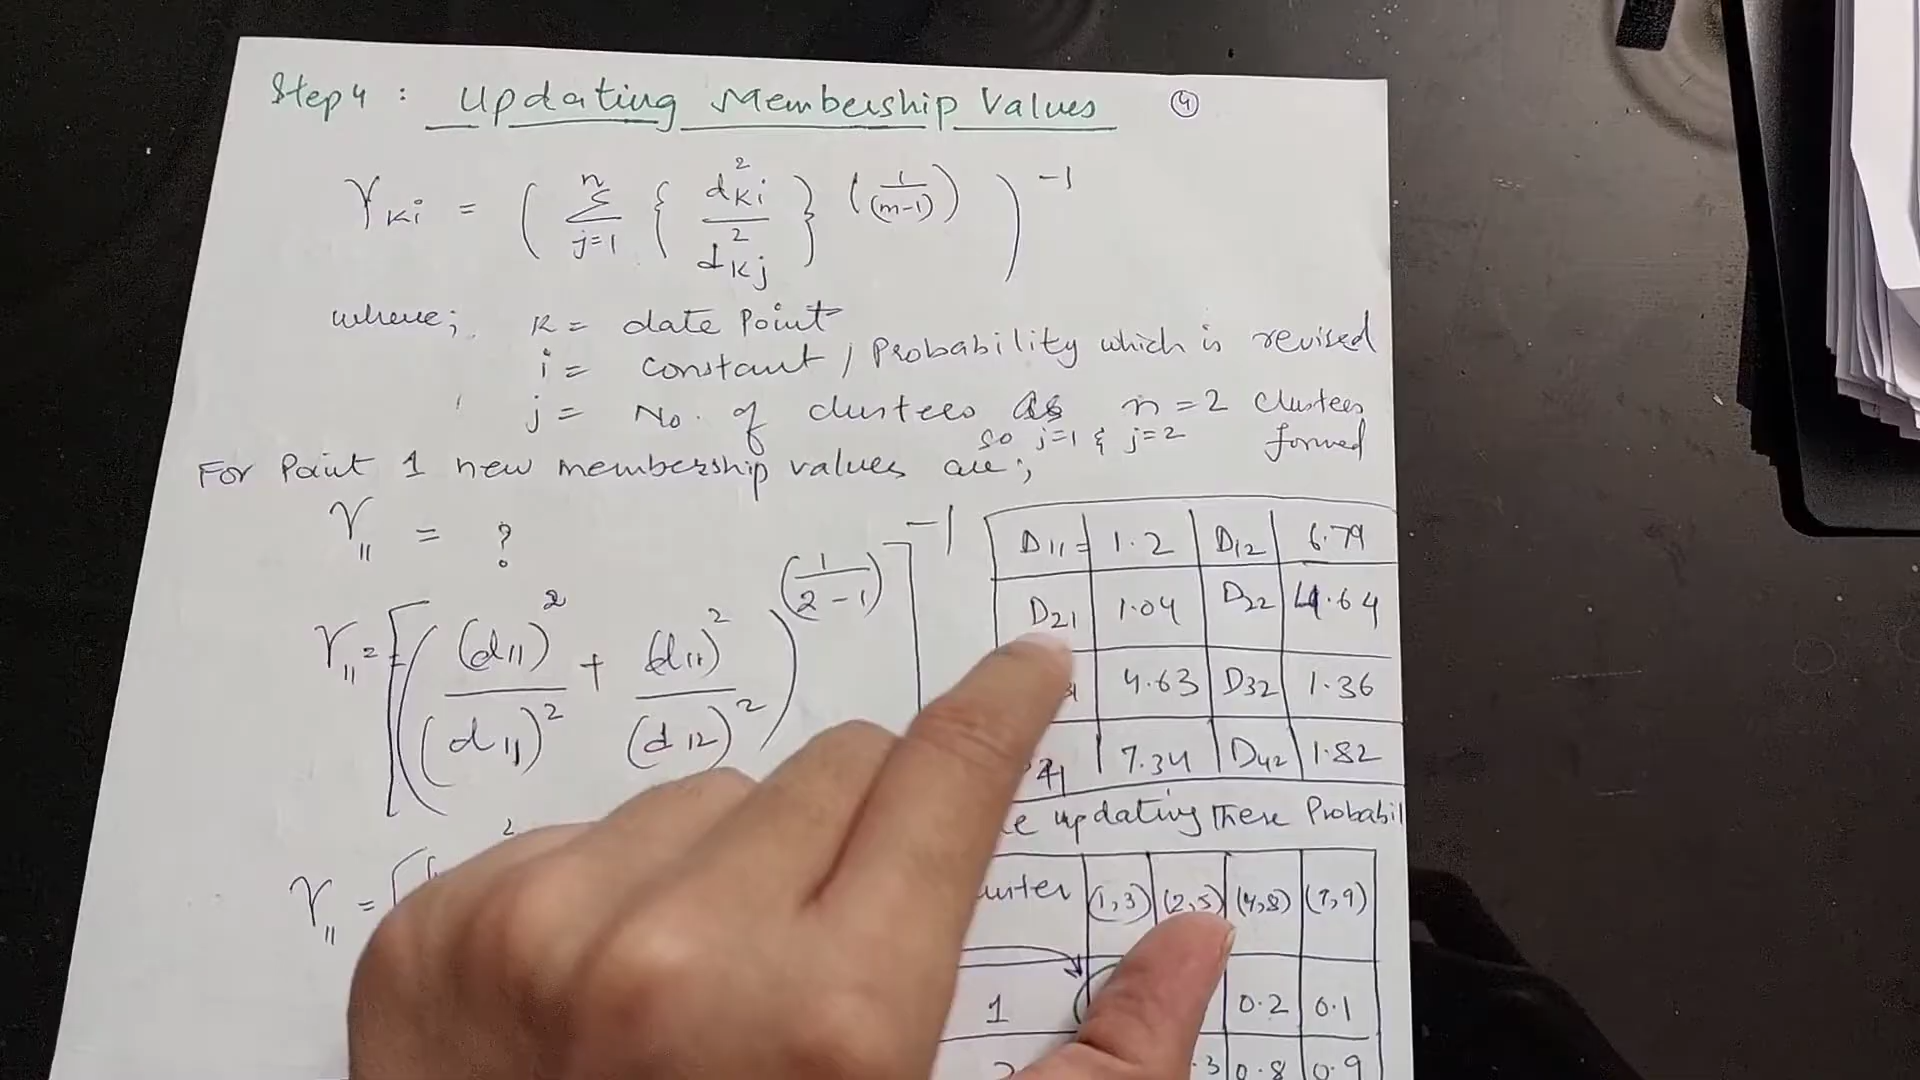 Step 4 : Updating Membership Values ④
γki = ( n Σ j=1 { d²ki / d²kj } (1/(m-1)) ) -1
where; K = date Point
i = constant / Probability which is revised
j = No. of clustees As n = 2 clustees
so j=1 & j=2 formed
For Point 1 new membership values are;
γ11 = ?
γ11 = [ ( (d11)² / (d11)² + (d11)² / (d12)² ) (1/(2-1)) ] -1
D11 = 1.2 D12 6.79
D21 1.04 D22 4.64
4.63 D32 1.36
41 7.34 D42 1.82
updating These Probabil
(1,3) (2,5) (4,8) (7,9)
γ11 = [
1 0.2 0.1
0.8 0.9